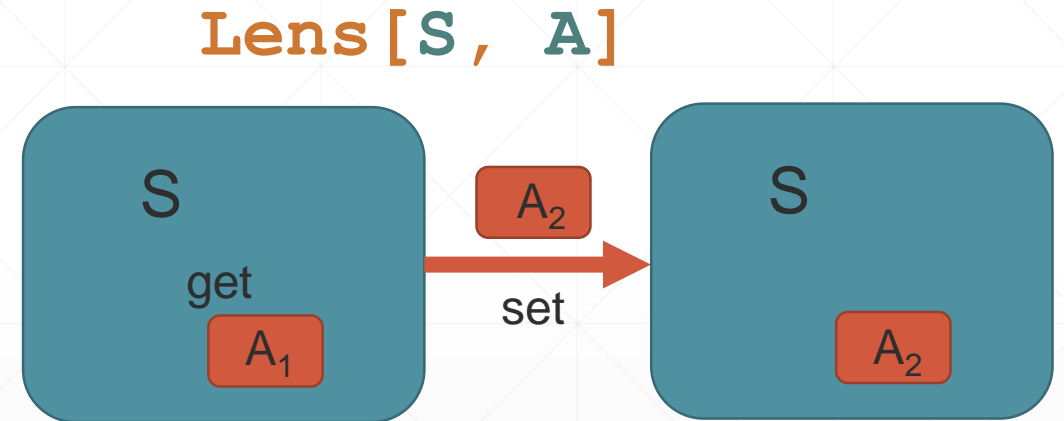 Lens[S, A]
S
get
A₁
A₂
set
S
A₂